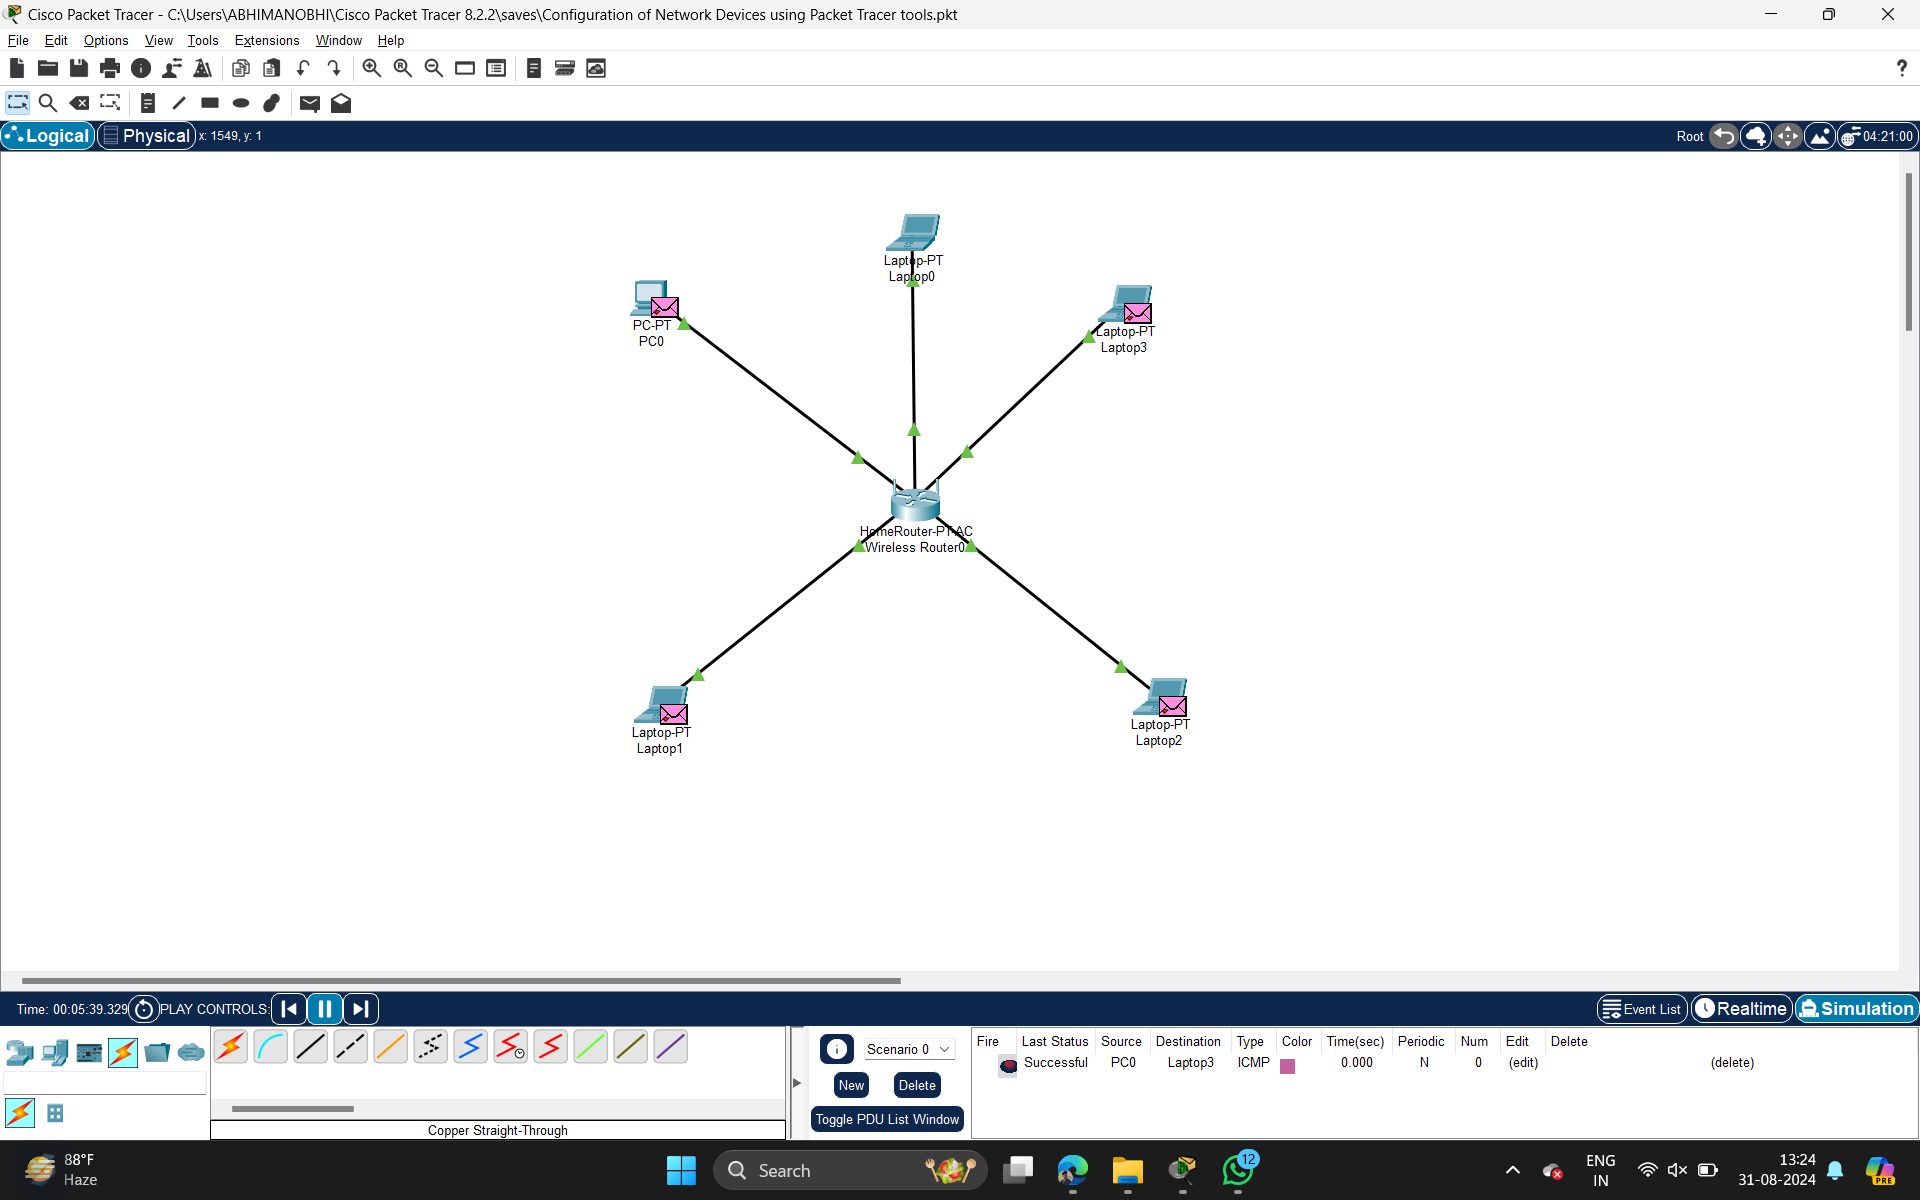 Cisco Packet Tracer - C:\Users\ABHIMANOBHI\Cisco Packet Tracer 8.2.2\saves\Configuration of Network Devices using Packet Tracer tools.pkt
File Edit Options View Tools Extensions Window Help
?
Logical Physical x: 1549, y: 1 Root 04:21:00
Laptop-PT
Laptop0
PC-PT
PC0
Laptop-PT
Laptop3
HomeRouter-PT-AC
Wireless Router0
Laptop-PT
Laptop1
Laptop-PT
Laptop2
Time: 00:05:39.329 PLAY CONTROLS: Event List Realtime Simulation
Scenario 0
New Delete
Toggle PDU List Window
Copper Straight-Through
Fire Last Status Source Destination Type Color Time(sec) Periodic Num Edit Delete
Successful PC0 Laptop3 ICMP 0.000 N 0 (edit) (delete)
88°F
Haze
Search
12
ENG
IN
13:24
31-08-2024
PRE